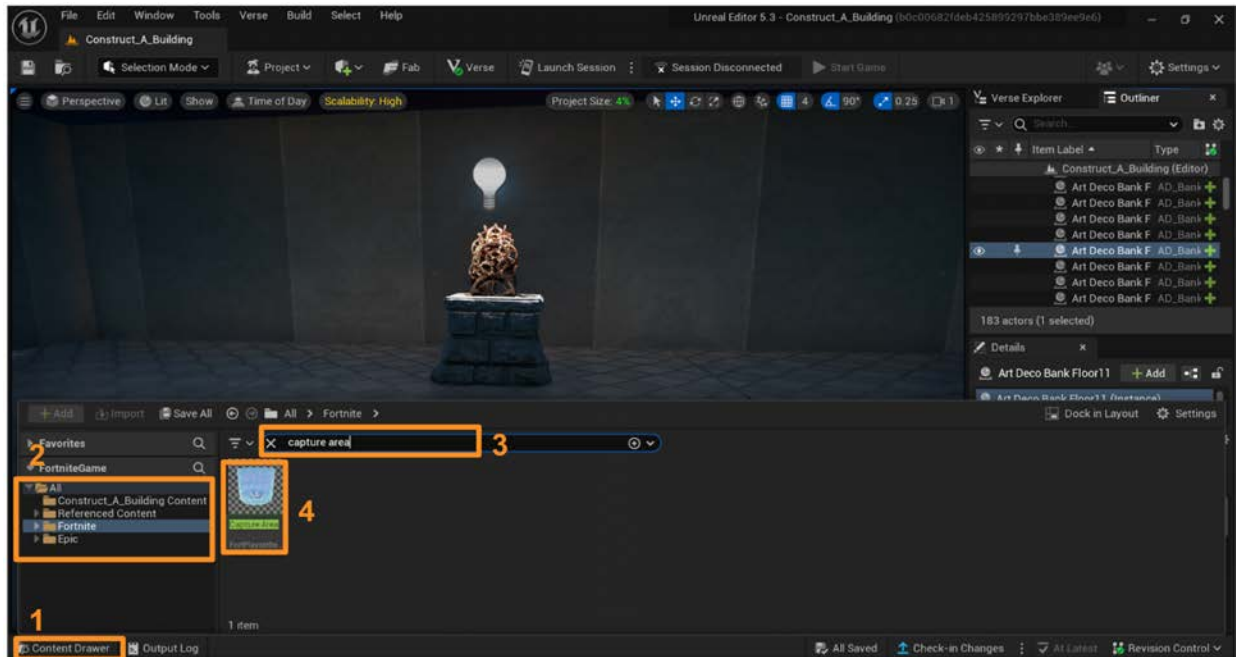 File Edit Window Tools Verse Build Select Help Unreal Editor 5.3 - Construct_A_Building (b0c00682fdeb425899297bbe389ee9e6)
Construct_A_Building
Selection Mode Project Fab Verse Launch Session Session Disconnected Start Game Settings
Perspective Lit Show Time of Day Scalability: High Project Size: 4% 4 90° 0.25 1 Verse Explorer Outliner
Search...
Item Label Type
Construct_A_Building (Editor)
Art Deco Bank F AD_Bank
Art Deco Bank F AD_Bank
Art Deco Bank F AD_Bank
Art Deco Bank F AD_Bank
Art Deco Bank F AD_Bank
Art Deco Bank F AD_Bank
Art Deco Bank F AD_Bank
Art Deco Bank F AD_Bank
183 actors (1 selected)
Details
Art Deco Bank Floor11 + Add
Art Deco Bank Floor11 (Instance)
+ Add Import Save All All > Fortnite > Dock in Layout Settings
Favorites capture area 3
2
FortniteGame
All
Construct_A_Building Content
Referenced Content
Fortnite
Epic
Capture Area
4
1 item
1
Content Drawer Output Log All Saved Check-in Changes At Latest Revision Control